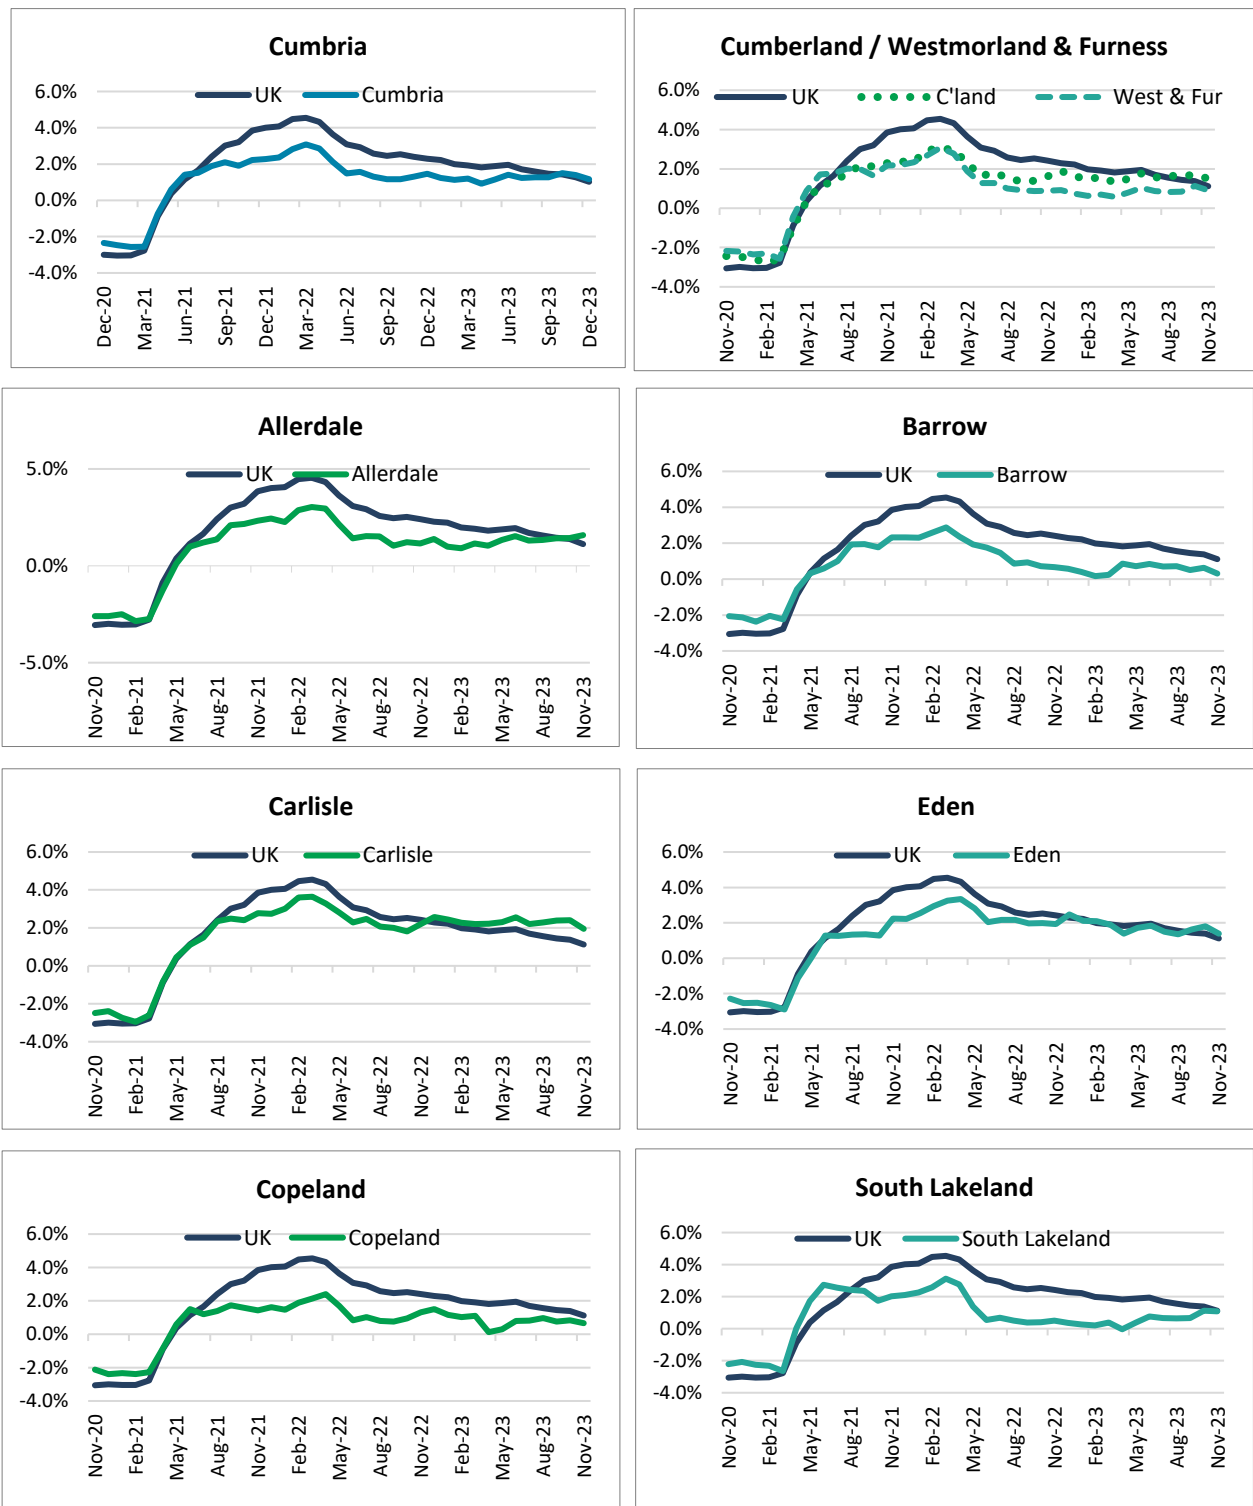 Cumbria
UK Cumbria
6.0%
4.0%
2.0%
0.0%
-2.0%
-4.0%
Dec-20 Mar-21 Jun-21 Sep-21 Dec-21 Mar-22 Jun-22 Sep-22 Dec-22 Mar-23 Jun-23 Sep-23 Dec-23
Cumberland / Westmorland & Furness
UK C'land West & Fur
6.0%
4.0%
2.0%
0.0%
-2.0%
-4.0%
Nov-20 Feb-21 May-21 Aug-21 Nov-21 Feb-22 May-22 Aug-22 Nov-22 Feb-23 May-23 Aug-23 Nov-23
Allerdale
UK Allerdale
5.0%
0.0%
-5.0%
Nov-20 Feb-21 May-21 Aug-21 Nov-21 Feb-22 May-22 Aug-22 Nov-22 Feb-23 May-23 Aug-23 Nov-23
Barrow
UK Barrow
6.0%
4.0%
2.0%
0.0%
-2.0%
-4.0%
Nov-20 Feb-21 May-21 Aug-21 Nov-21 Feb-22 May-22 Aug-22 Nov-22 Feb-23 May-23 Aug-23 Nov-23
Carlisle
UK Carlisle
6.0%
4.0%
2.0%
0.0%
-2.0%
-4.0%
Nov-20 Feb-21 May-21 Aug-21 Nov-21 Feb-22 May-22 Aug-22 Nov-22 Feb-23 May-23 Aug-23 Nov-23
Eden
UK Eden
6.0%
4.0%
2.0%
0.0%
-2.0%
-4.0%
Nov-20 Feb-21 May-21 Aug-21 Nov-21 Feb-22 May-22 Aug-22 Nov-22 Feb-23 May-23 Aug-23 Nov-23
Copeland
UK Copeland
6.0%
4.0%
2.0%
0.0%
-2.0%
-4.0%
Nov-20 Feb-21 May-21 Aug-21 Nov-21 Feb-22 May-22 Aug-22 Nov-22 Feb-23 May-23 Aug-23 Nov-23
South Lakeland
UK South Lakeland
6.0%
4.0%
2.0%
0.0%
-2.0%
-4.0%
Nov-20 Feb-21 May-21 Aug-21 Nov-21 Feb-22 May-22 Aug-22 Nov-22 Feb-23 May-23 Aug-23 Nov-23